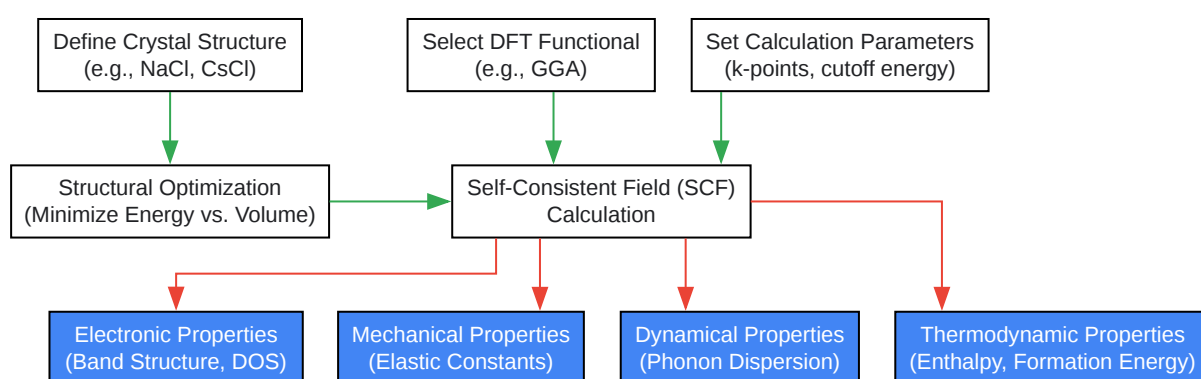 Define Crystal Structure
(e.g., NaCl, CsCl)
Select DFT Functional
(e.g., GGA)
Set Calculation Parameters
(k-points, cutoff energy)
Structural Optimization
(Minimize Energy vs. Volume)
Self-Consistent Field (SCF)
Calculation
Electronic Properties
(Band Structure, DOS)
Mechanical Properties
(Elastic Constants)
Dynamical Properties
(Phonon Dispersion)
Thermodynamic Properties
(Enthalpy, Formation Energy)